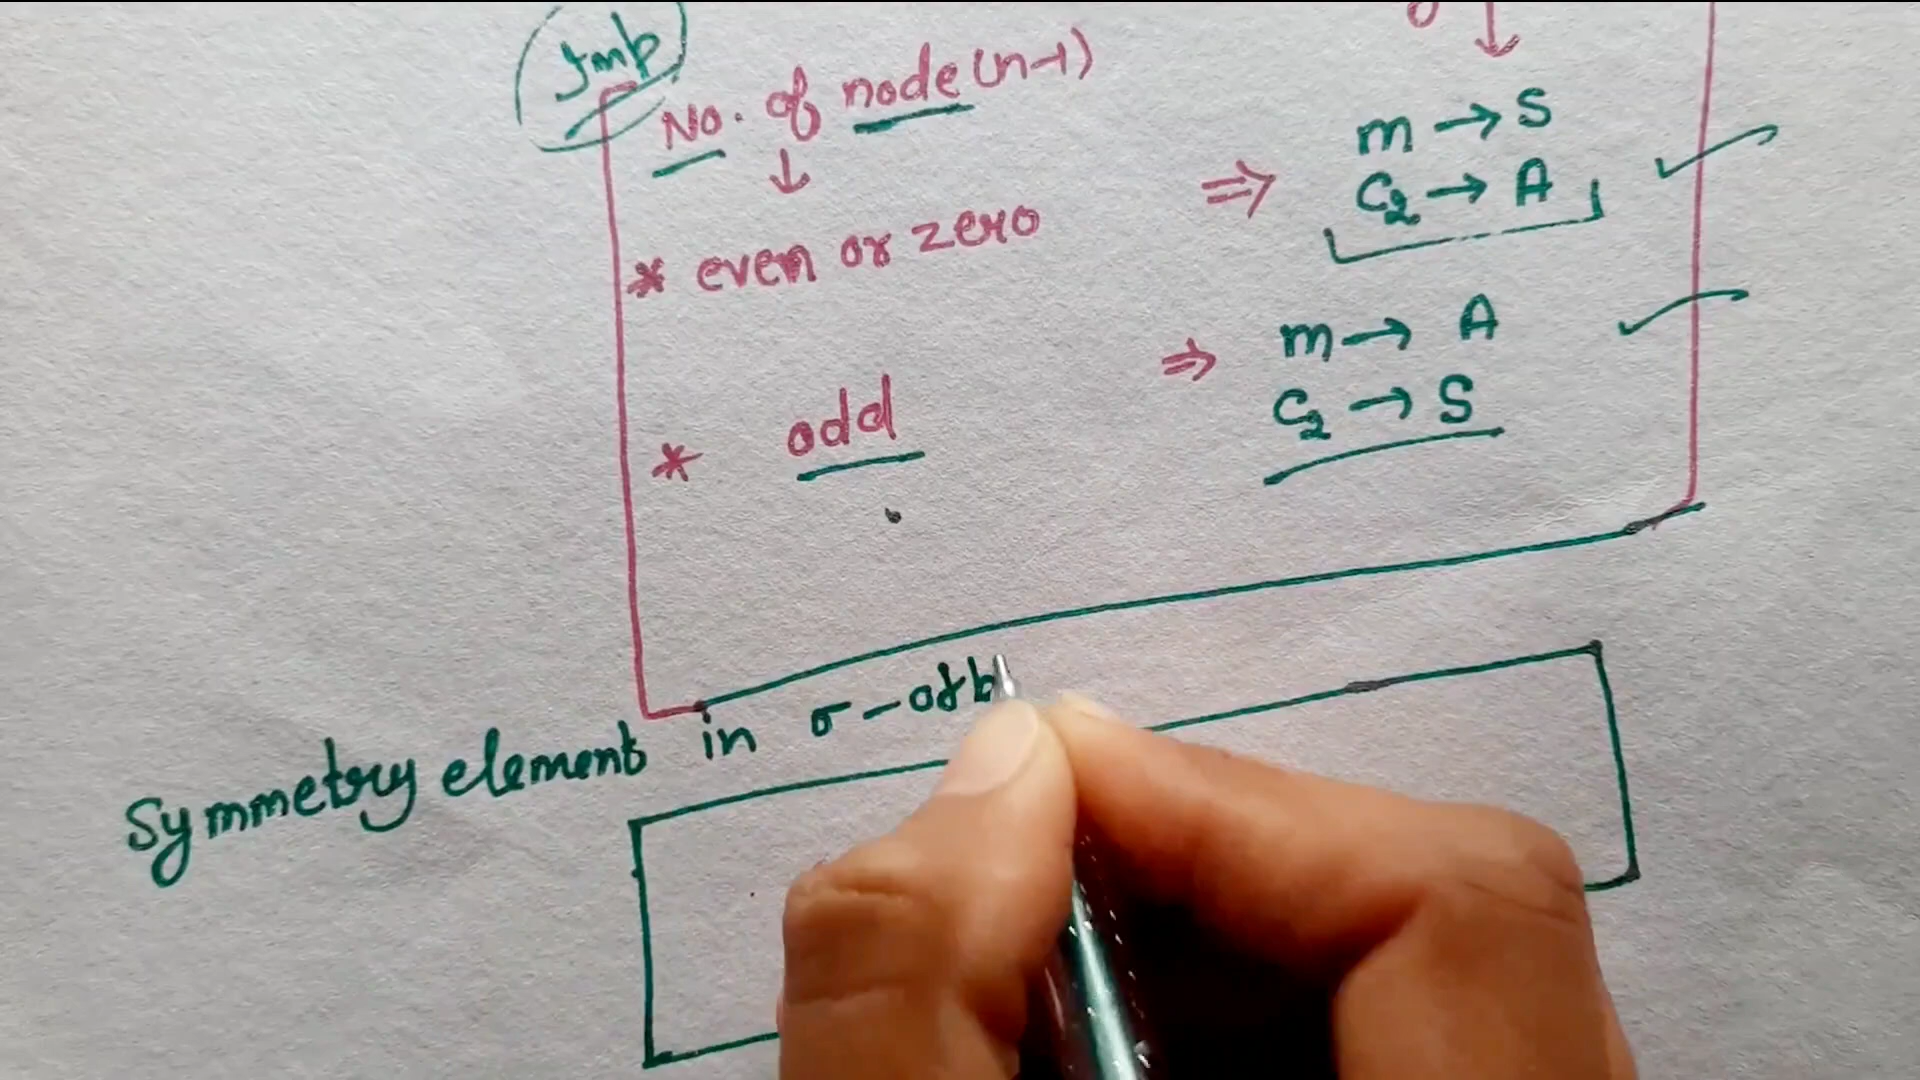 Imp
No. of node (n-1)
↓
↓
m → S
* even or zero ⇒ C2 → A
m → A
* odd ⇒ C2 → S
Symmetry element in σ - orb